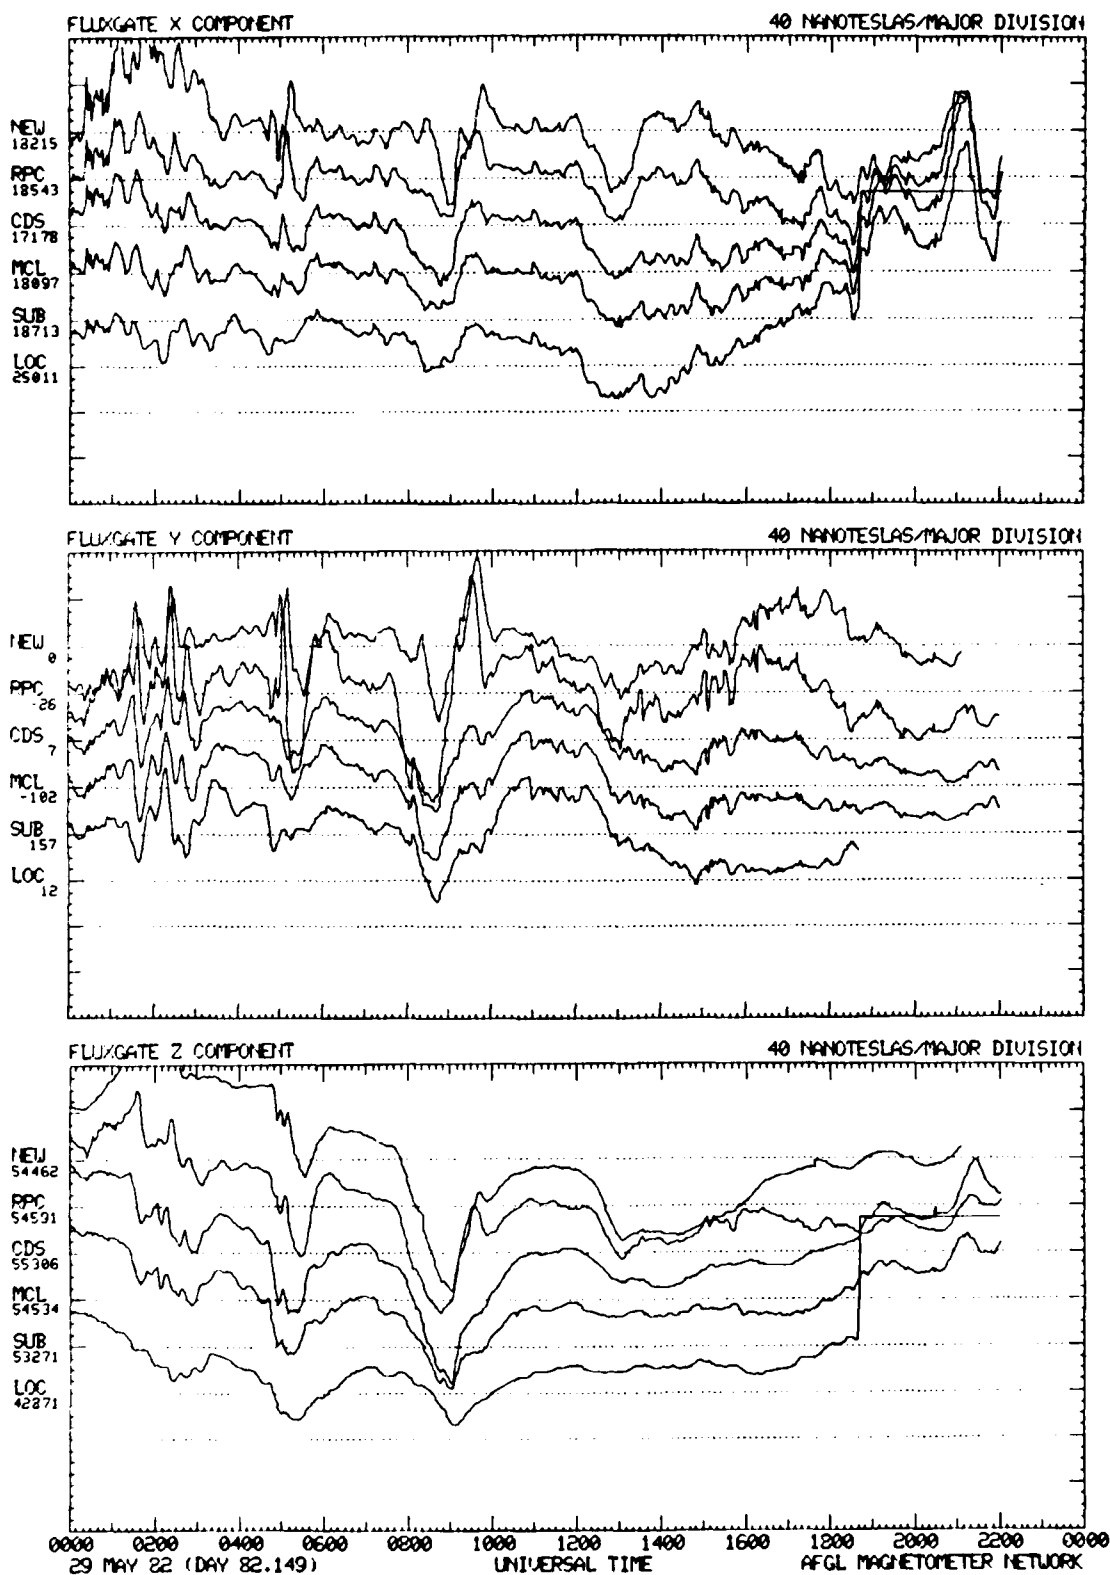 FLUXGATE X COMPONENT 40 NANOTESLAS/MAJOR DIVISION
NEW
18215
RPC
18543
CDS
17178
MCL
18097
SUB
18713
LOC
25011
FLUXGATE Y COMPONENT 40 NANOTESLAS/MAJOR DIVISION
NEW
0
RPC
-26
CDS
7
MCL
-102
SUB
157
LOC
12
FLUXGATE Z COMPONENT 40 NANOTESLAS/MAJOR DIVISION
NEW
54462
RPC
54591
CDS
55306
MCL
54534
SUB
53271
LOC
42871
0000 0200 0400 0600 0800 1000 1200 1400 1600 1800 2000 2200 0000
29 MAY 82 (DAY 82.149) UNIVERSAL TIME AFGL MAGNETOMETER NETWORK